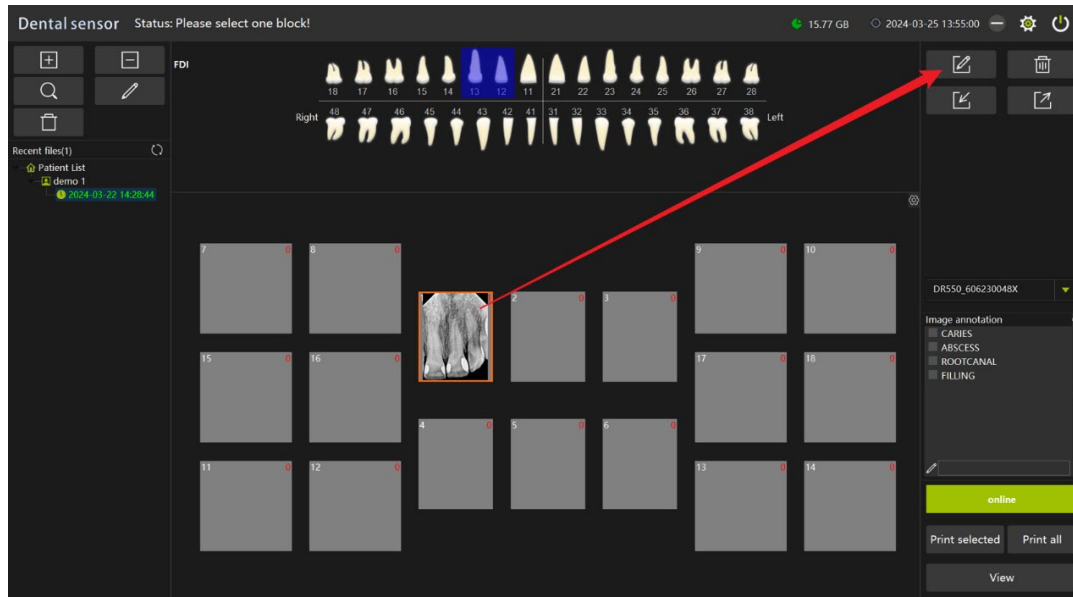 Dental sensor Status: Please select one block! 15.77 GB 2024-03-25 13:55:00
FDI
18 17 16 15 14 13 12 11 21 22 23 24 25 26 27 28
Right 48 47 46 45 44 43 42 41 31 32 33 34 35 36 37 38 Left
Recent files(1)
Patient List
demo 1
2024-03-22 14:28:44
7 0 8 0 9 0 10 0
2 0 3 0
15 0 16 0 17 0 18 0
4 0 5 0 6 0
11 0 12 0 13 0 14 0
DR550_606230048X
Image annotation
CARIES
ABSCESS
ROOTCANAL
FILLING
online
Print selected Print all
View